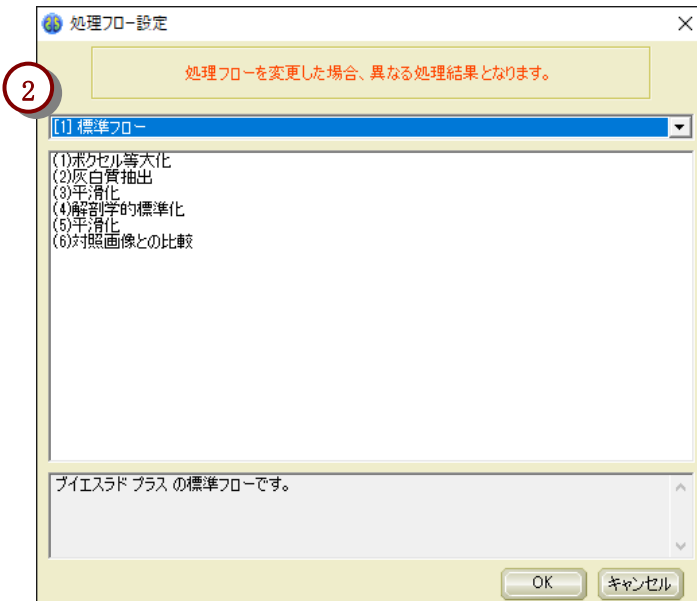 処理フロー設定
処理フローを変更した場合、異なる処理結果となります。
2
[1] 標準フロー
(1)ボクセル等大化
(2)灰白質抽出
(3)平滑化
(4)解剖学的標準化
(5)平滑化
(6)対照画像との比較
ブイエスラド プラス の標準フローです。
OK
キャンセル